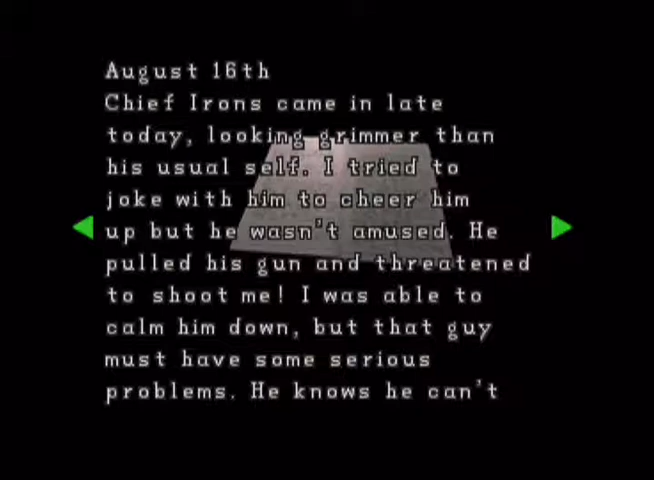 August 16th
Chief Irons came in late
today, looking grimmer than
his usual self. I tried to
joke with him to cheer him
up but he wasn't amused. He
pulled his gun and threatened
to shoot me! I was able to
calm him down, but that guy
must have some serious
problems. He knows he can't